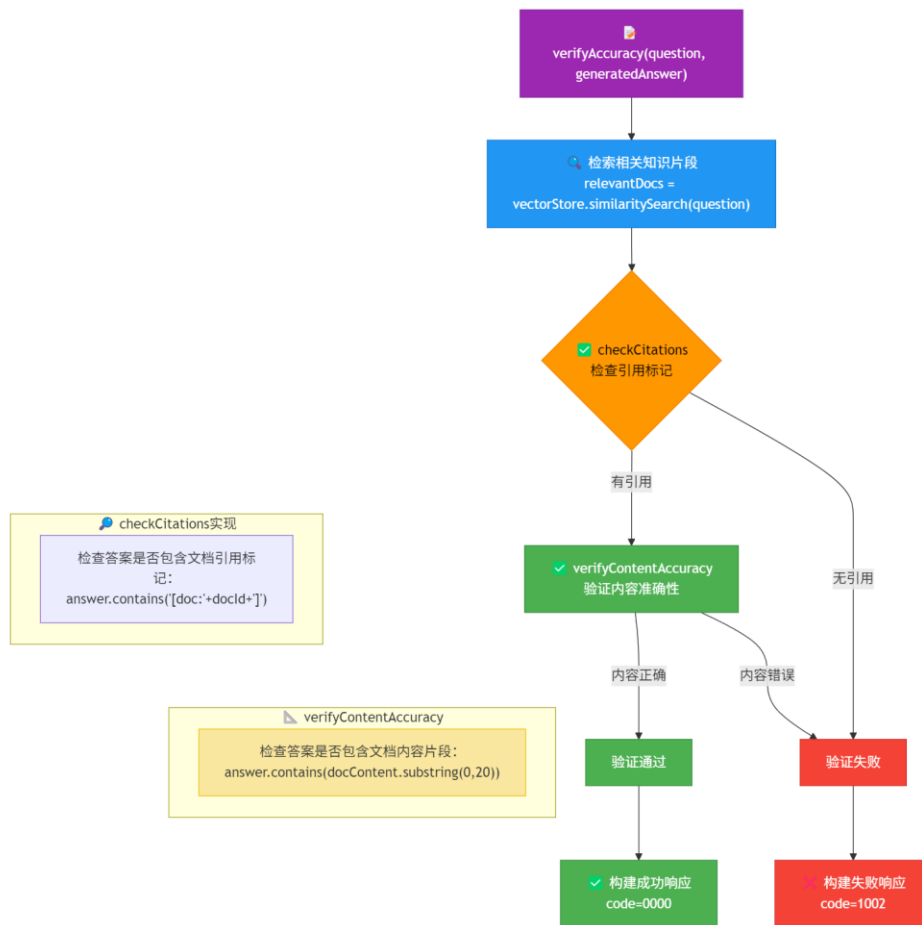 verifyAccuracy(question,
generatedAnswer)
检索相关知识片段
relevantDocs =
vectorStore.similaritySearch(question)
checkCitations
检查引用标记
有引用
无引用
checkCitations实现
检查答案是否包含文档引用标
记：
answer.contains('[doc:'+docId+']')
verifyContentAccuracy
验证内容准确性
内容正确
内容错误
verifyContentAccuracy
检查答案是否包含文档内容片段：
answer.contains(docContent.substring(0,20))
验证通过
验证失败
构建成功响应
code=0000
构建失败响应
code=1002